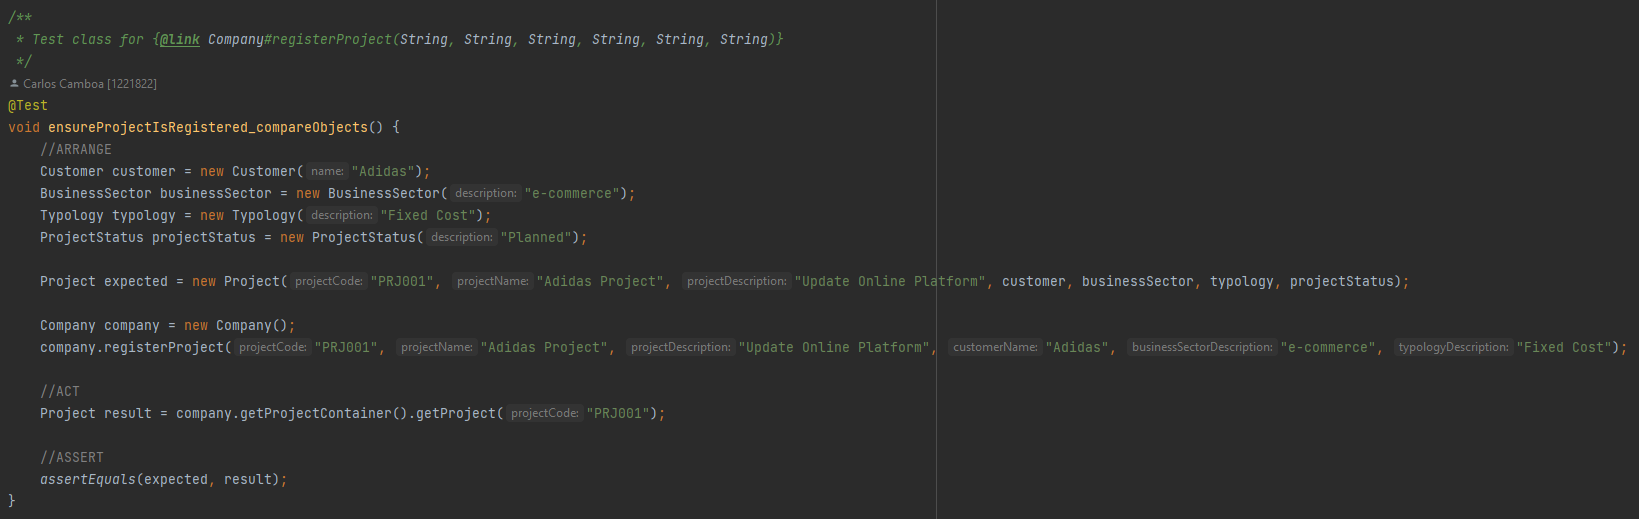 /**
 * Test class for {@link Company#registerProject(String, String, String, String, String, String)}
 */
Carlos Camboa [1221822]
@Test
void ensureProjectIsRegistered_compareObjects() {
    //ARRANGE
    Customer customer = new Customer( name: "Adidas");
    BusinessSector businessSector = new BusinessSector( description: "e-commerce");
    Typology typology = new Typology( description: "Fixed Cost");
    ProjectStatus projectStatus = new ProjectStatus( description: "Planned");
    Project expected = new Project( projectCode: "PRJ001", projectName: "Adidas Project", projectDescription: "Update Online Platform", customer, businessSector, typology, projectStatus);
    Company company = new Company();
    company.registerProject( projectCode: "PRJ001", projectName: "Adidas Project", projectDescription: "Update Online Platform", customerName: "Adidas", businessSectorDescription: "e-commerce", typologyDescription: "Fixed Cost");
    //ACT
    Project result = company.getProjectContainer().getProject( projectCode: "PRJ001");
    //ASSERT
    assertEquals(expected, result);
}